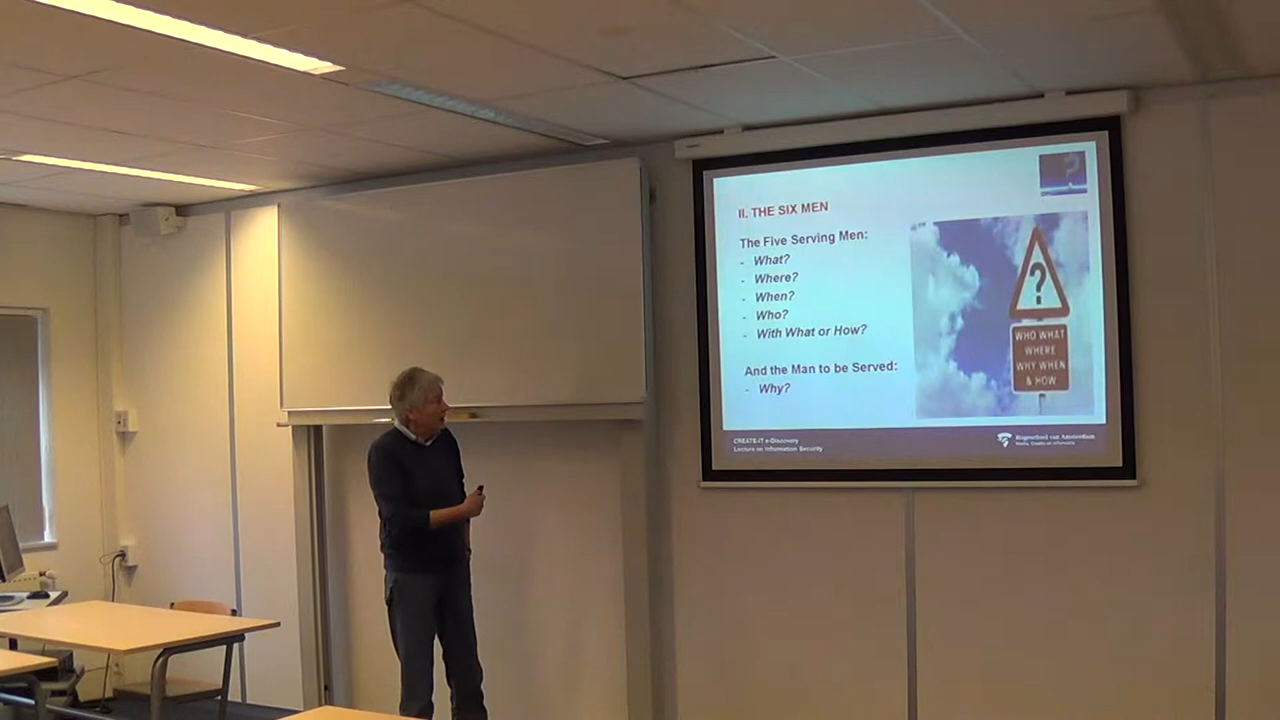 II. THE SIX MEN
The Five Serving Men:
- What?
- Where?
- When?
- Who?
- With What or How?
And the Man to be Served:
- Why?
?
WHO WHAT
WHERE
WHY WHEN
& HOW
CREATE-IT e-Discovery
Lecture on Information Security
Hogeschool van Amsterdam